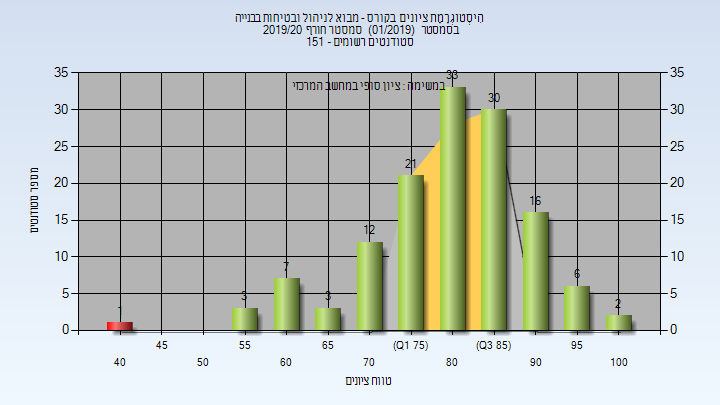 היסטוגרמת ציונים בקורס - מבוא לניהול ובטיחות בבנייה
בסמסטר (01/2019) סמסטר חורף 2019/20
סטודנטים רשומים - 151
במשימה : ציון סופי במחשב המרכזי
מספר סטודנטים
35 35
30 30
25 25
20 20
15 15
10 10
5 5
0 0
1 3 7 3 12 21 33 30 16 6 2
45 55 65 (Q1 75) (Q3 85) 95
40 50 60 70 80 90 100
טווח ציונים